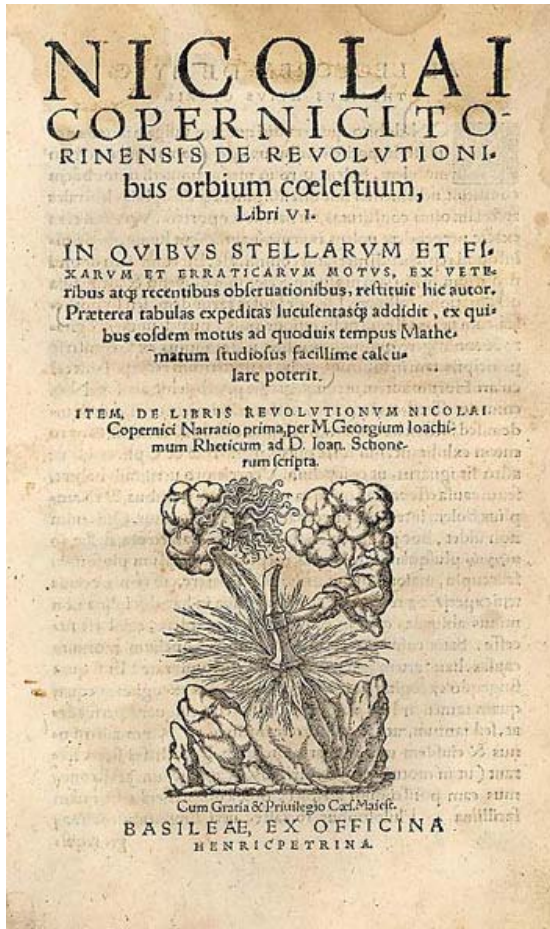 NICOLAI
COPERNICI TO-
RINENSIS DE REVOLVTIONI-
bus orbium cœlestium,
Libri VI.
IN QVIBVS STELLARVM ET FI-
XARVM ET ERRATICARVM MOTVS, EX VETE-
ribus atq; recentibus obseruationibus, restituit hic autor.
(Præterea tabulas expeditas luculentasq; addidit, ex qui-
bus eosdem motus ad quoduis tempus Mathe-
matum studiosus facillime calcu-
lare poterit.)
ITEM, DE LIBRIS REVOLVTIONVM NICOLAI
Copernici Narratio prima, per M. Georgium Ioachi-
mum Rheticum ad D. Ioan. Schone-
rum scripta.
Cum Gratia & Priuilegio Cæs. Maiest.
BASILEAE, EX OFFICINA
HENRICPETRINA.